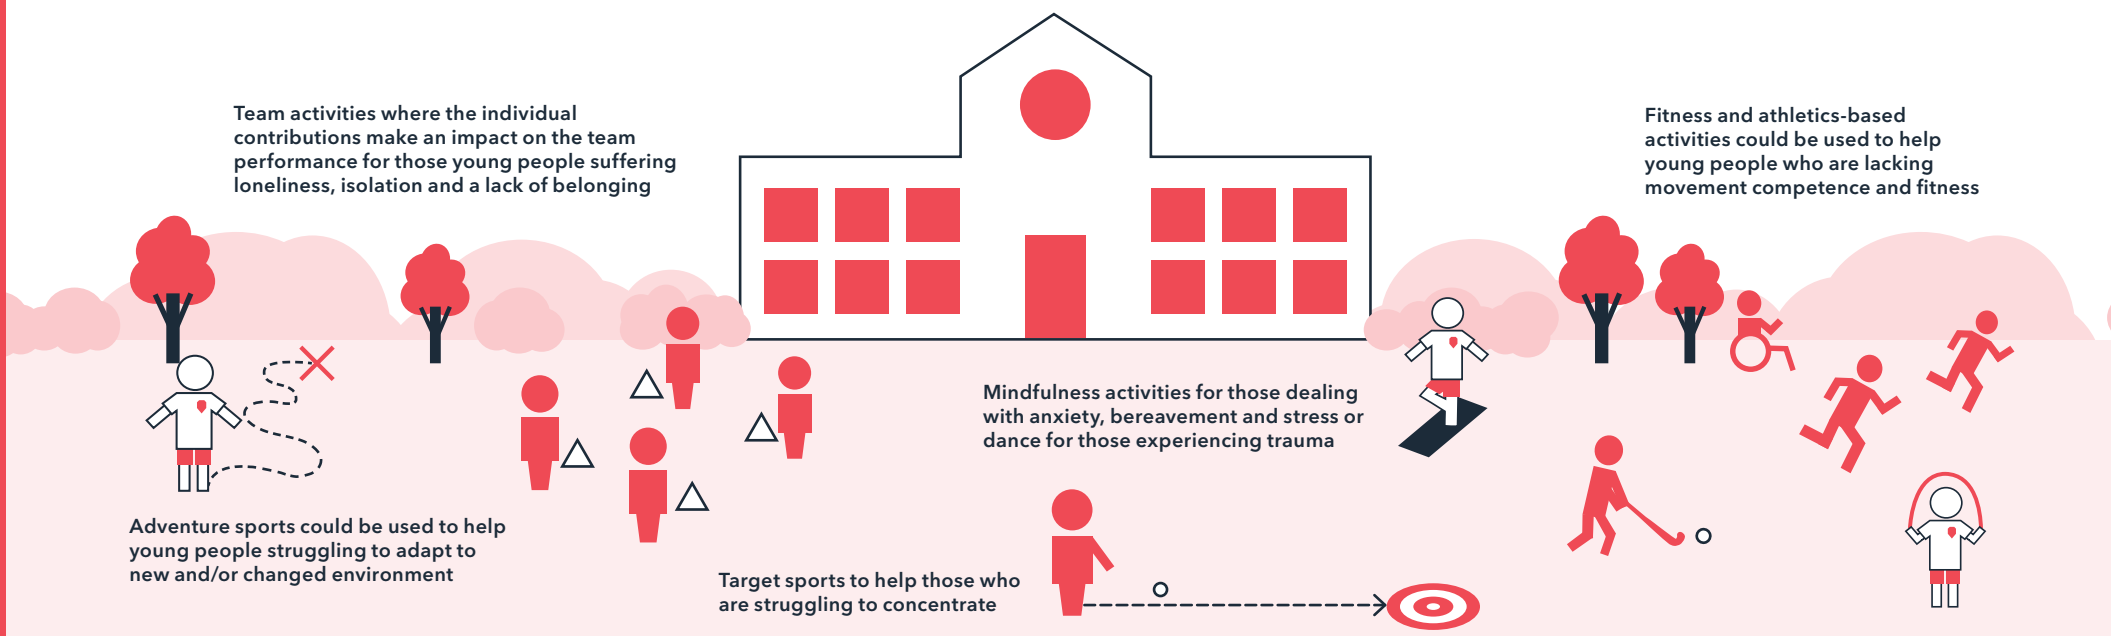 Team activities where the individual
contributions make an impact on the team
performance for those young people suffering
loneliness, isolation and a lack of belonging
Fitness and athletics-based
activities could be used to help
young people who are lacking
movement competence and fitness
Mindfulness activities for those dealing
with anxiety, bereavement and stress or
dance for those experiencing trauma
Adventure sports could be used to help
young people struggling to adapt to
new and/or changed environment
Target sports to help those who
are struggling to concentrate